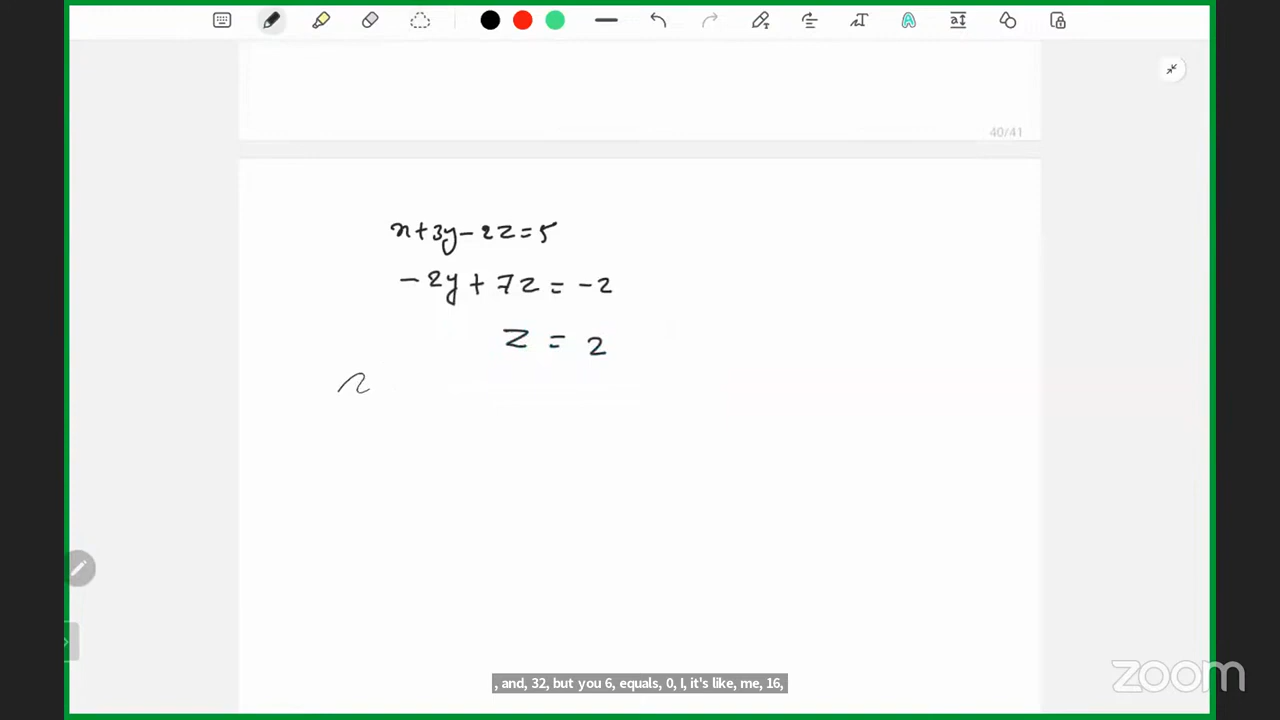 40/41
x+3y-2z=5
-2y+7z=-2
z=2
, and, 32, but you 6, equals, 0, I, it's like, me, 16,
zoom